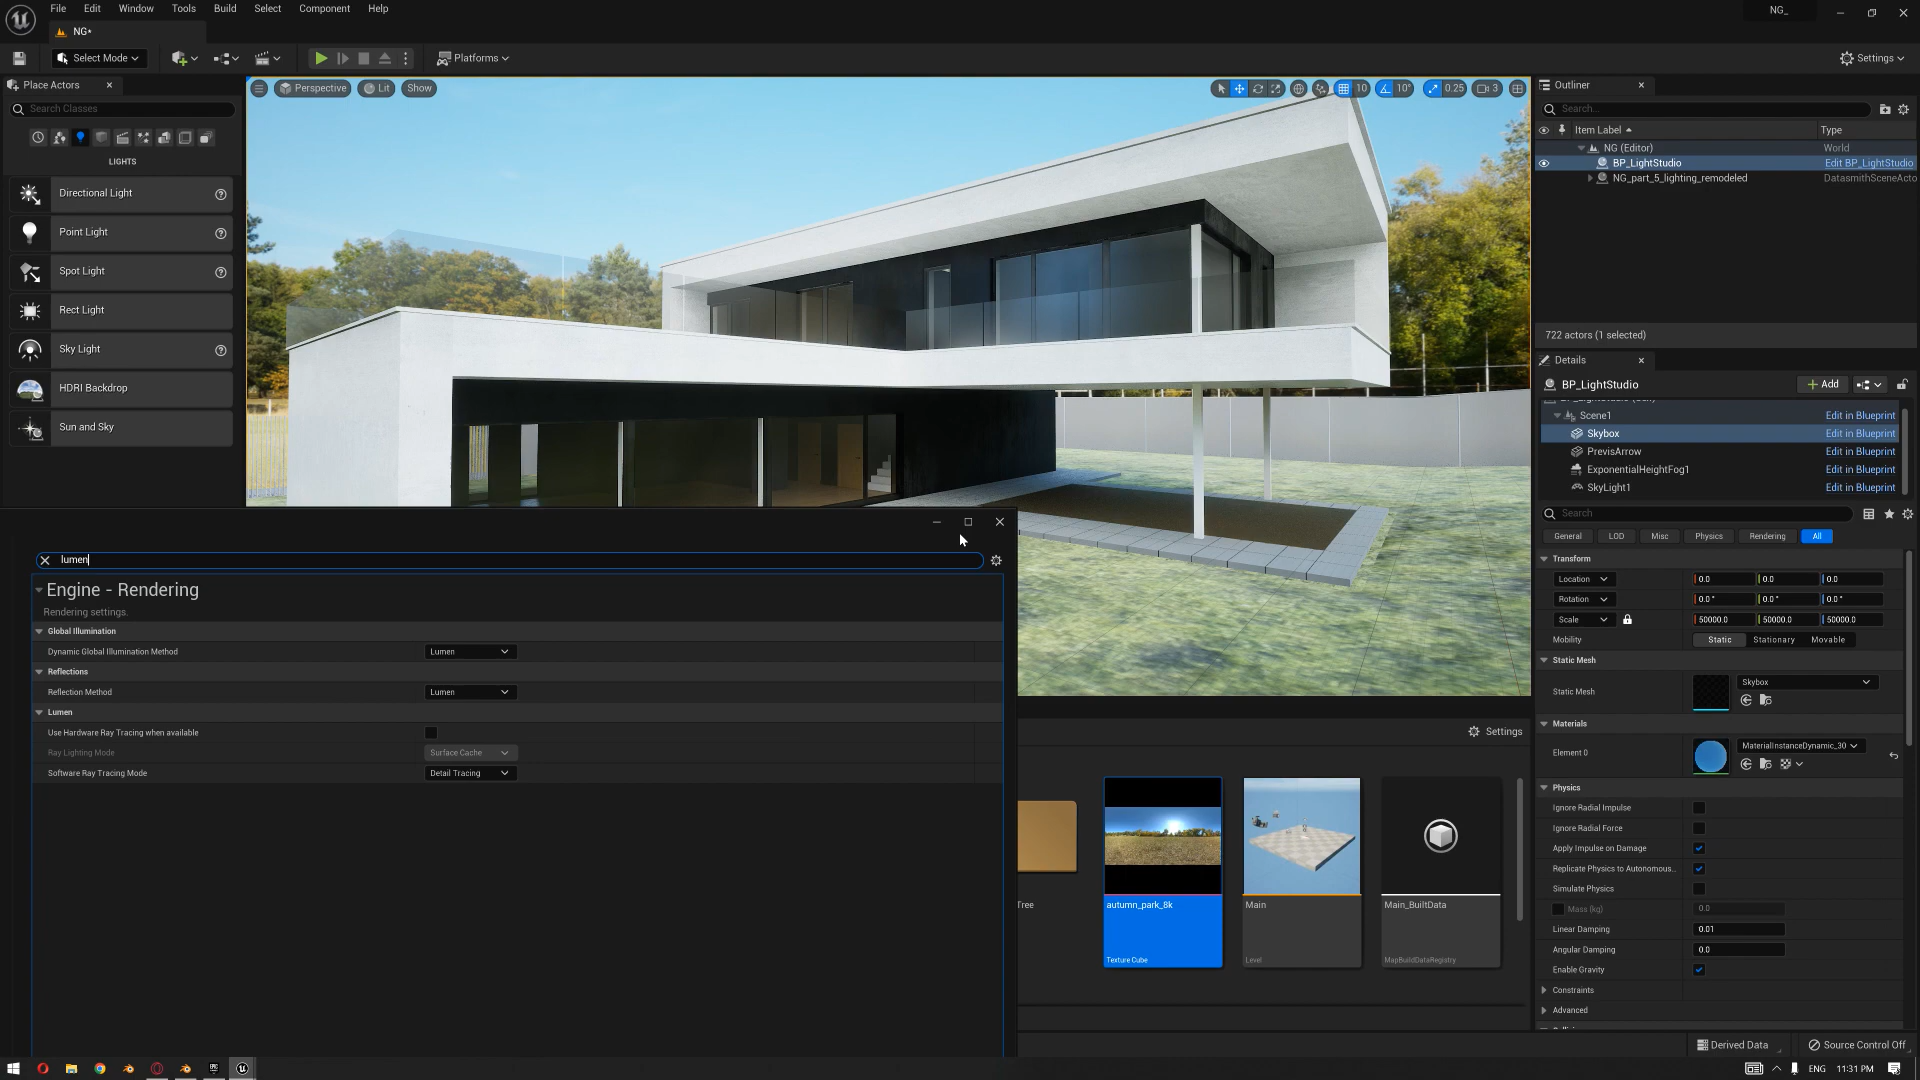 File Edit Window Tools Build Select Component Help
NG_
NG*
Select Mode
Platforms
Settings
Place Actors
Search Classes
LIGHTS
Directional Light
Point Light
Spot Light
Rect Light
Sky Light
HDRI Backdrop
Sun and Sky
Perspective Lit Show
10 10° 0.25 3
Outliner
Search...
Item Label Type
NG (Editor) World
BP_LightStudio Edit BP_LightStudio
NG_part_5_lighting_remodeled DatasmithSceneActo
722 actors (1 selected)
Details
BP_LightStudio
Add
Scene1 Edit in Blueprint
Skybox Edit in Blueprint
PrevisArrow Edit in Blueprint
ExponentialHeightFog1 Edit in Blueprint
SkyLight1 Edit in Blueprint
Search
General LOD Misc Physics Rendering All
Transform
Location 0.0 0.0 0.0
Rotation 0.0° 0.0° 0.0°
Scale 50000.0 50000.0 50000.0
Mobility Static Stationary Movable
Static Mesh
Static Mesh Skybox
Materials
Element 0 MaterialInstanceDynamic_30
Physics
Ignore Radial Impulse
Ignore Radial Force
Apply Impulse on Damage
Replicate Physics to Autonomous..
Simulate Physics
Mass (kg) 0.0
Linear Damping 0.01
Angular Damping 0.0
Enable Gravity
Constraints
Advanced
lumen
Engine - Rendering
Rendering settings.
Global Illumination
Dynamic Global Illumination Method Lumen
Reflections
Reflection Method Lumen
Lumen
Use Hardware Ray Tracing when available
Ray Lighting Mode Surface Cache
Software Ray Tracing Mode Detail Tracing
Settings
Tree
autumn_park_8k
Texture Cube
Main
Level
Main_BuiltData
MapBuildDataRegistry
Derived Data Source Control Off
ENG 11:31 PM